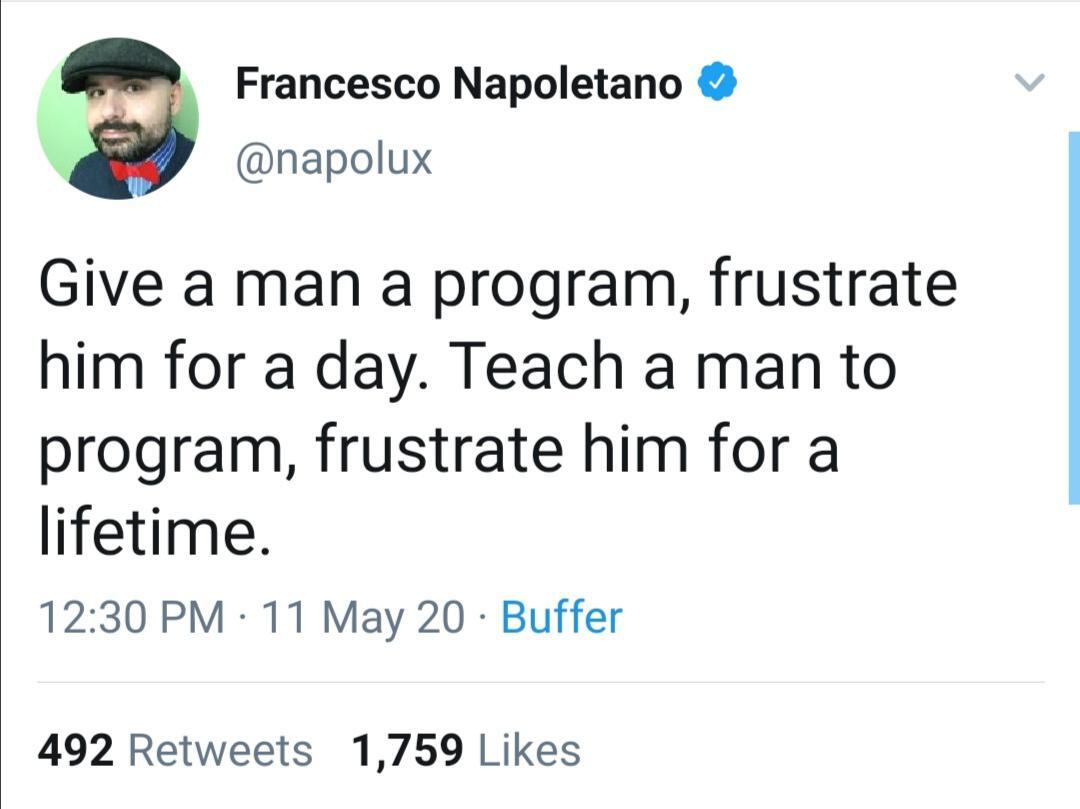 Francesco Napoletano
@napolux
Give a man a program, frustrate
him for a day. Teach a man to
program, frustrate him for a
lifetime.
12:30 PM · 11 May 20 · Buffer
492 Retweets 1,759 Likes